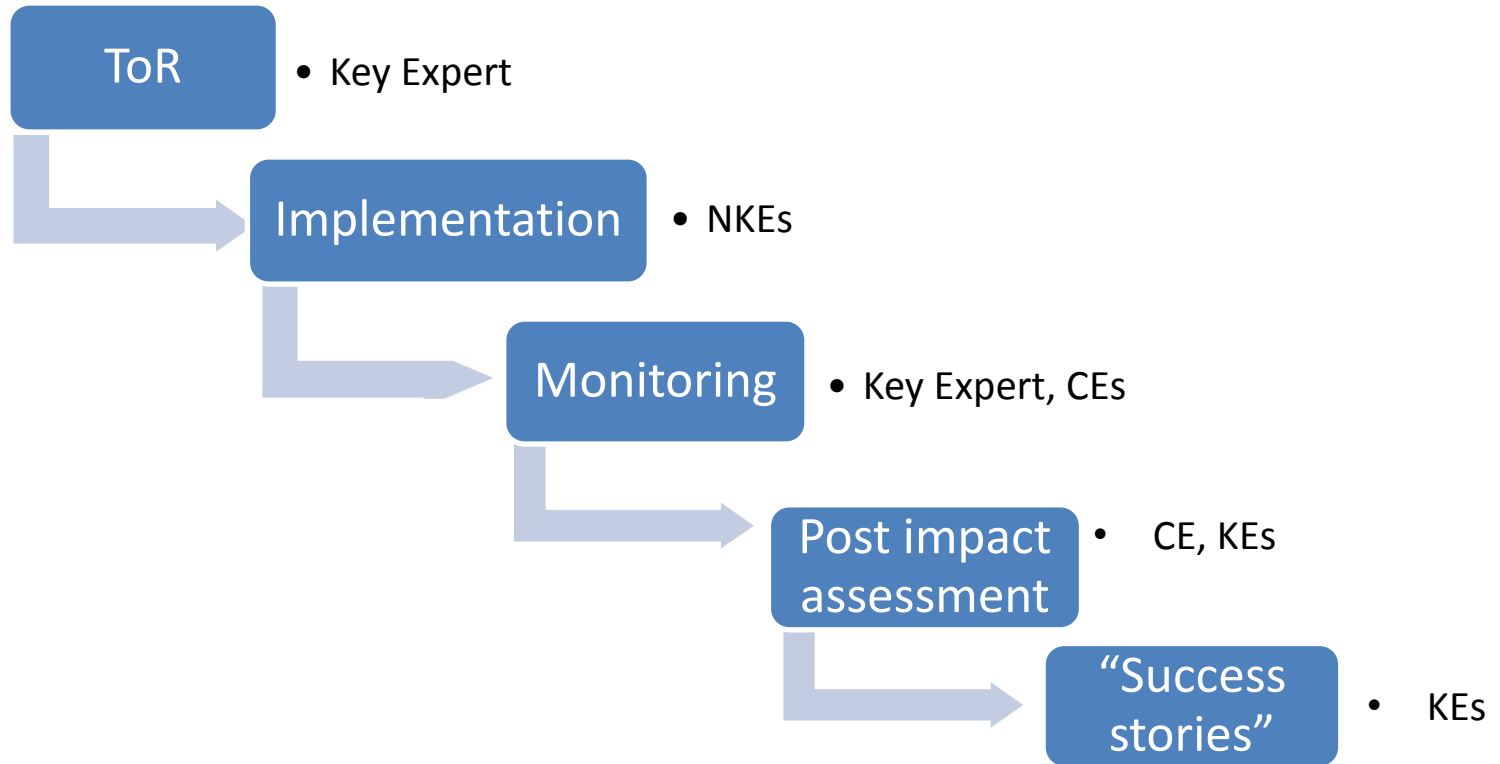 ToR
• Key Expert
Implementation
• NKEs
Monitoring
• Key Expert, CEs
Post impact
assessment
• CE, KEs
“Success
stories”
• KEs